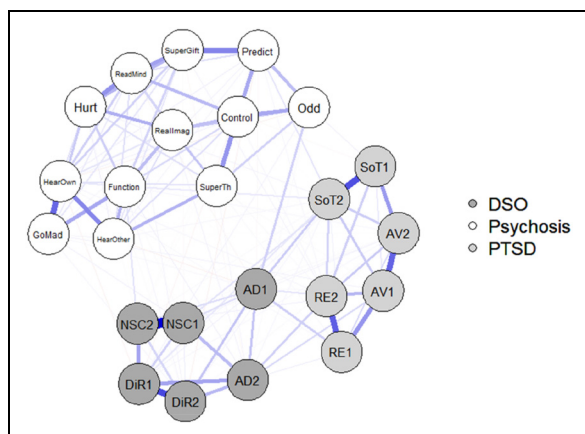 SuperGift
Predict
ReadMind
Hurt
Control
Odd
RealImag
SoT1
HearOwn
Function
SuperTh
SoT2
GoMad
HearOther
AV2
DSO
Psychosis
PTSD
AD1
RE2
AV1
NSC2
NSC1
RE1
DiR1
AD2
DiR2